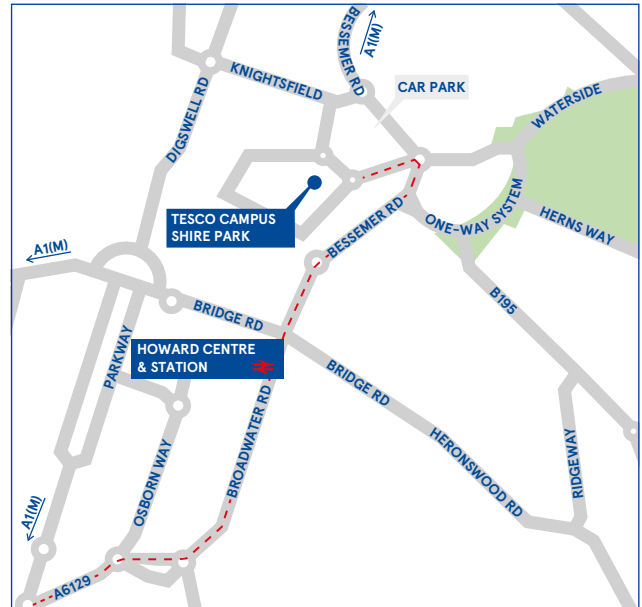 A1(M)
BESSEMER RD
KNIGHTSFIELD
CAR PARK
DIGSWELL RD
WATERSIDE
TESCO CAMPUS
SHIRE PARK
BESSEMER RD
ONE-WAY SYSTEM
HERNS WAY
A1(M)
B195
BRIDGE RD
PARKWAY
HOWARD CENTRE
& STATION
BRIDGE RD
BROADWATER RD
HERONSWOOD RD
RIDGEWAY
OSBORN WAY
A1(M)
A6129